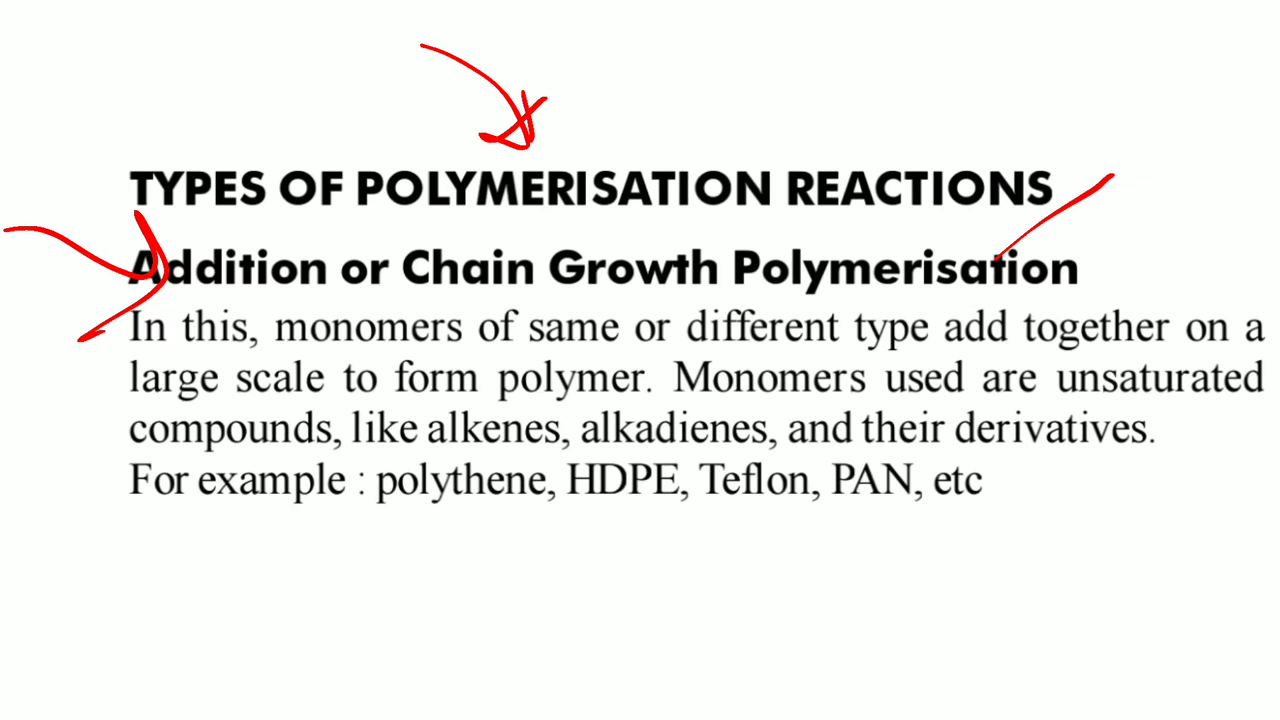 TYPES OF POLYMERISATION REACTIONS
Addition or Chain Growth Polymerisation
In this, monomers of same or different type add together on a
large scale to form polymer. Monomers used are unsaturated
compounds, like alkenes, alkadienes, and their derivatives.
For example : polythene, HDPE, Teflon, PAN, etc